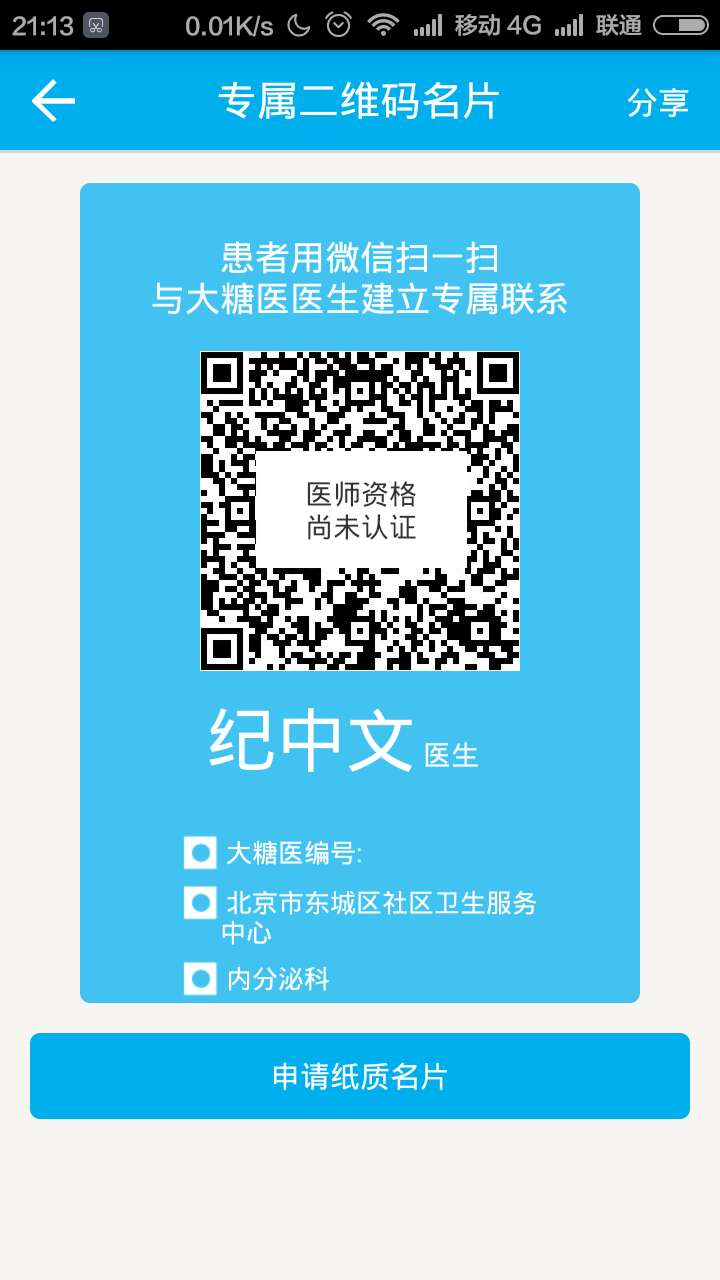 21:13 0.01K/s 移动 4G 联通
专属二维码名片 分享
患者用微信扫一扫
与大糖医医生建立专属联系
医师资格
尚未认证
纪中文 医生
大糖医编号:
北京市东城区社区卫生服务
中心
内分泌科
申请纸质名片